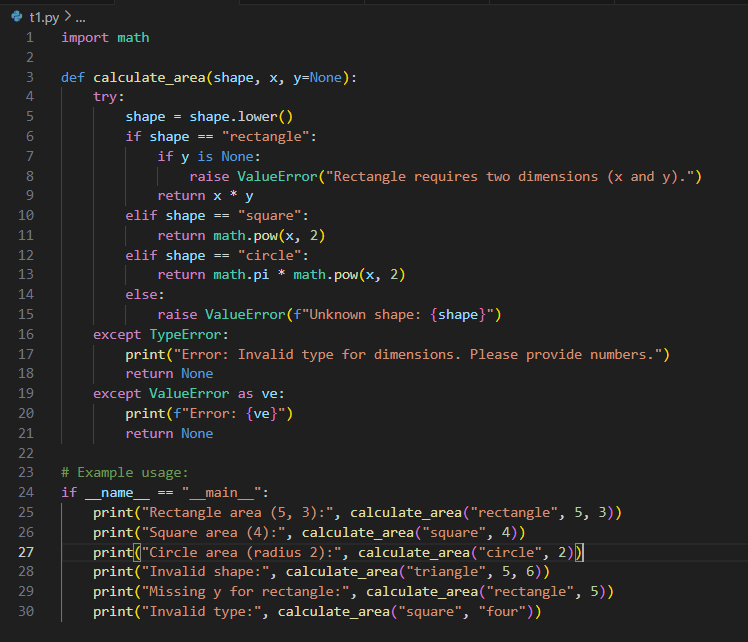 t1.py > ...
1 import math
2
3 def calculate_area(shape, x, y=None):
4     try:
5         shape = shape.lower()
6         if shape == "rectangle":
7             if y is None:
8                 raise ValueError("Rectangle requires two dimensions (x and y).")
9             return x * y
10         elif shape == "square":
11             return math.pow(x, 2)
12         elif shape == "circle":
13             return math.pi * math.pow(x, 2)
14         else:
15             raise ValueError(f"Unknown shape: {shape}")
16     except TypeError:
17         print("Error: Invalid type for dimensions. Please provide numbers.")
18         return None
19     except ValueError as ve:
20         print(f"Error: {ve}")
21         return None
22
23 # Example usage:
24 if __name__ == "__main__":
25     print("Rectangle area (5, 3):", calculate_area("rectangle", 5, 3))
26     print("Square area (4):", calculate_area("square", 4))
27     print("Circle area (radius 2):", calculate_area("circle", 2))
28     print("Invalid shape:", calculate_area("triangle", 5, 6))
29     print("Missing y for rectangle:", calculate_area("rectangle", 5))
30     print("Invalid type:", calculate_area("square", "four"))